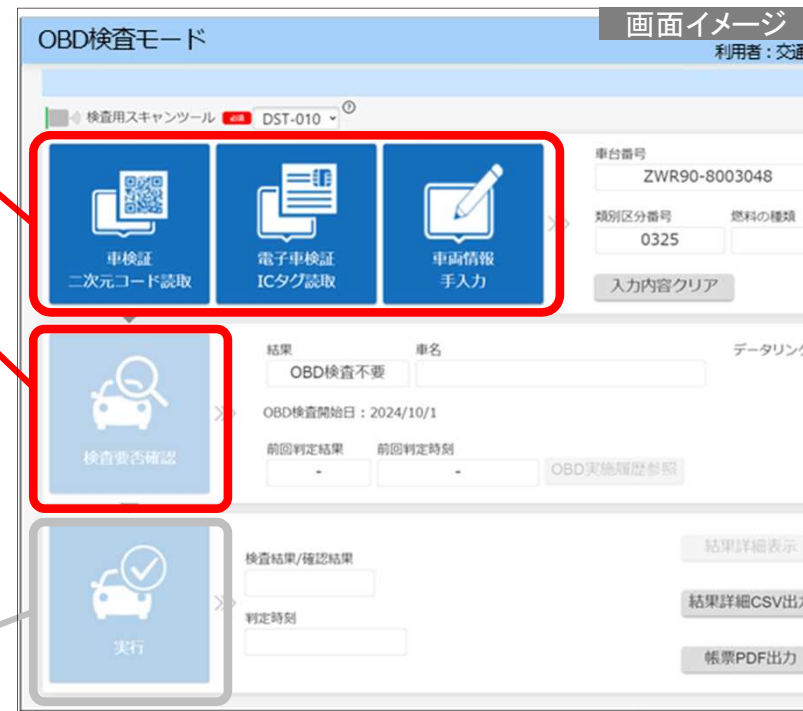 画面イメージ
OBD検査モード
利用者：交通
検査用スキャンツール 必須 DST-010
車検証
二次元コード読取
電子車検証
ICタグ読取
車両情報
手入力
車台番号
ZWR90-8003048
類別区分番号 燃料の種類
0325
入力内容クリア
検査要否確認
結果 車名 データリンク
OBD検査不要
OBD検査開始日：2024/10/1
前回判定結果 前回判定時刻
- -
OBD実施履歴参照
実行
検査結果/確認結果
判定時刻
結果詳細表示
結果詳細CSV出力
帳票PDF出力